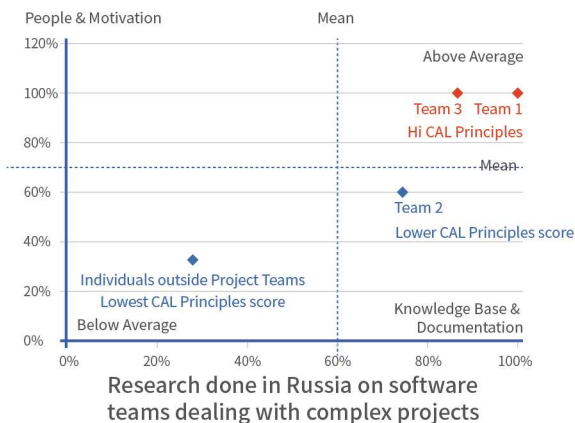 People & Motivation
Mean
120%
Above Average
100%
Team 3 Team 1
Hi CAL Principles
80%
Mean
60%
Team 2
Lower CAL Principles score
40%
Individuals outside Project Teams
Lowest CAL Principles score
20%
Knowledge Base &
Documentation
Below Average
0%
0% 20% 40% 60% 80% 100%
Research done in Russia on software
teams dealing with complex projects